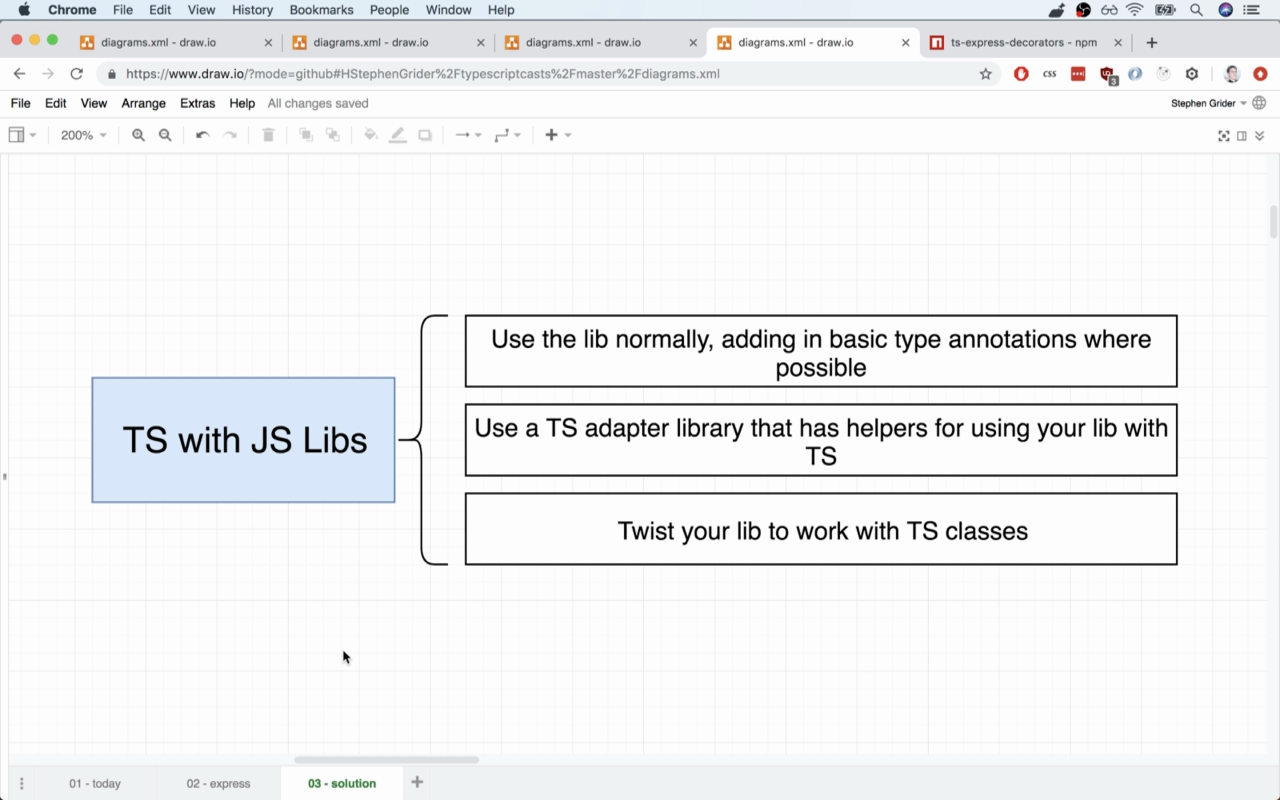 Chrome File Edit View History Bookmarks People Window Help
diagrams.xml - draw.io diagrams.xml - draw.io diagrams.xml - draw.io diagrams.xml - draw.io ts-express-decorators - npm
https://www.draw.io/?mode=github#HStephenGrider%2Ftypescriptcasts%2Fmaster%2Fdiagrams.xml
CSS
3
File Edit View Arrange Extras Help All changes saved
Stephen Grider
200%
Use the lib normally, adding in basic type annotations where
possible
TS with JS Libs
Use a TS adapter library that has helpers for using your lib with
TS
Twist your lib to work with TS classes
01 - today 02 - express 03 - solution